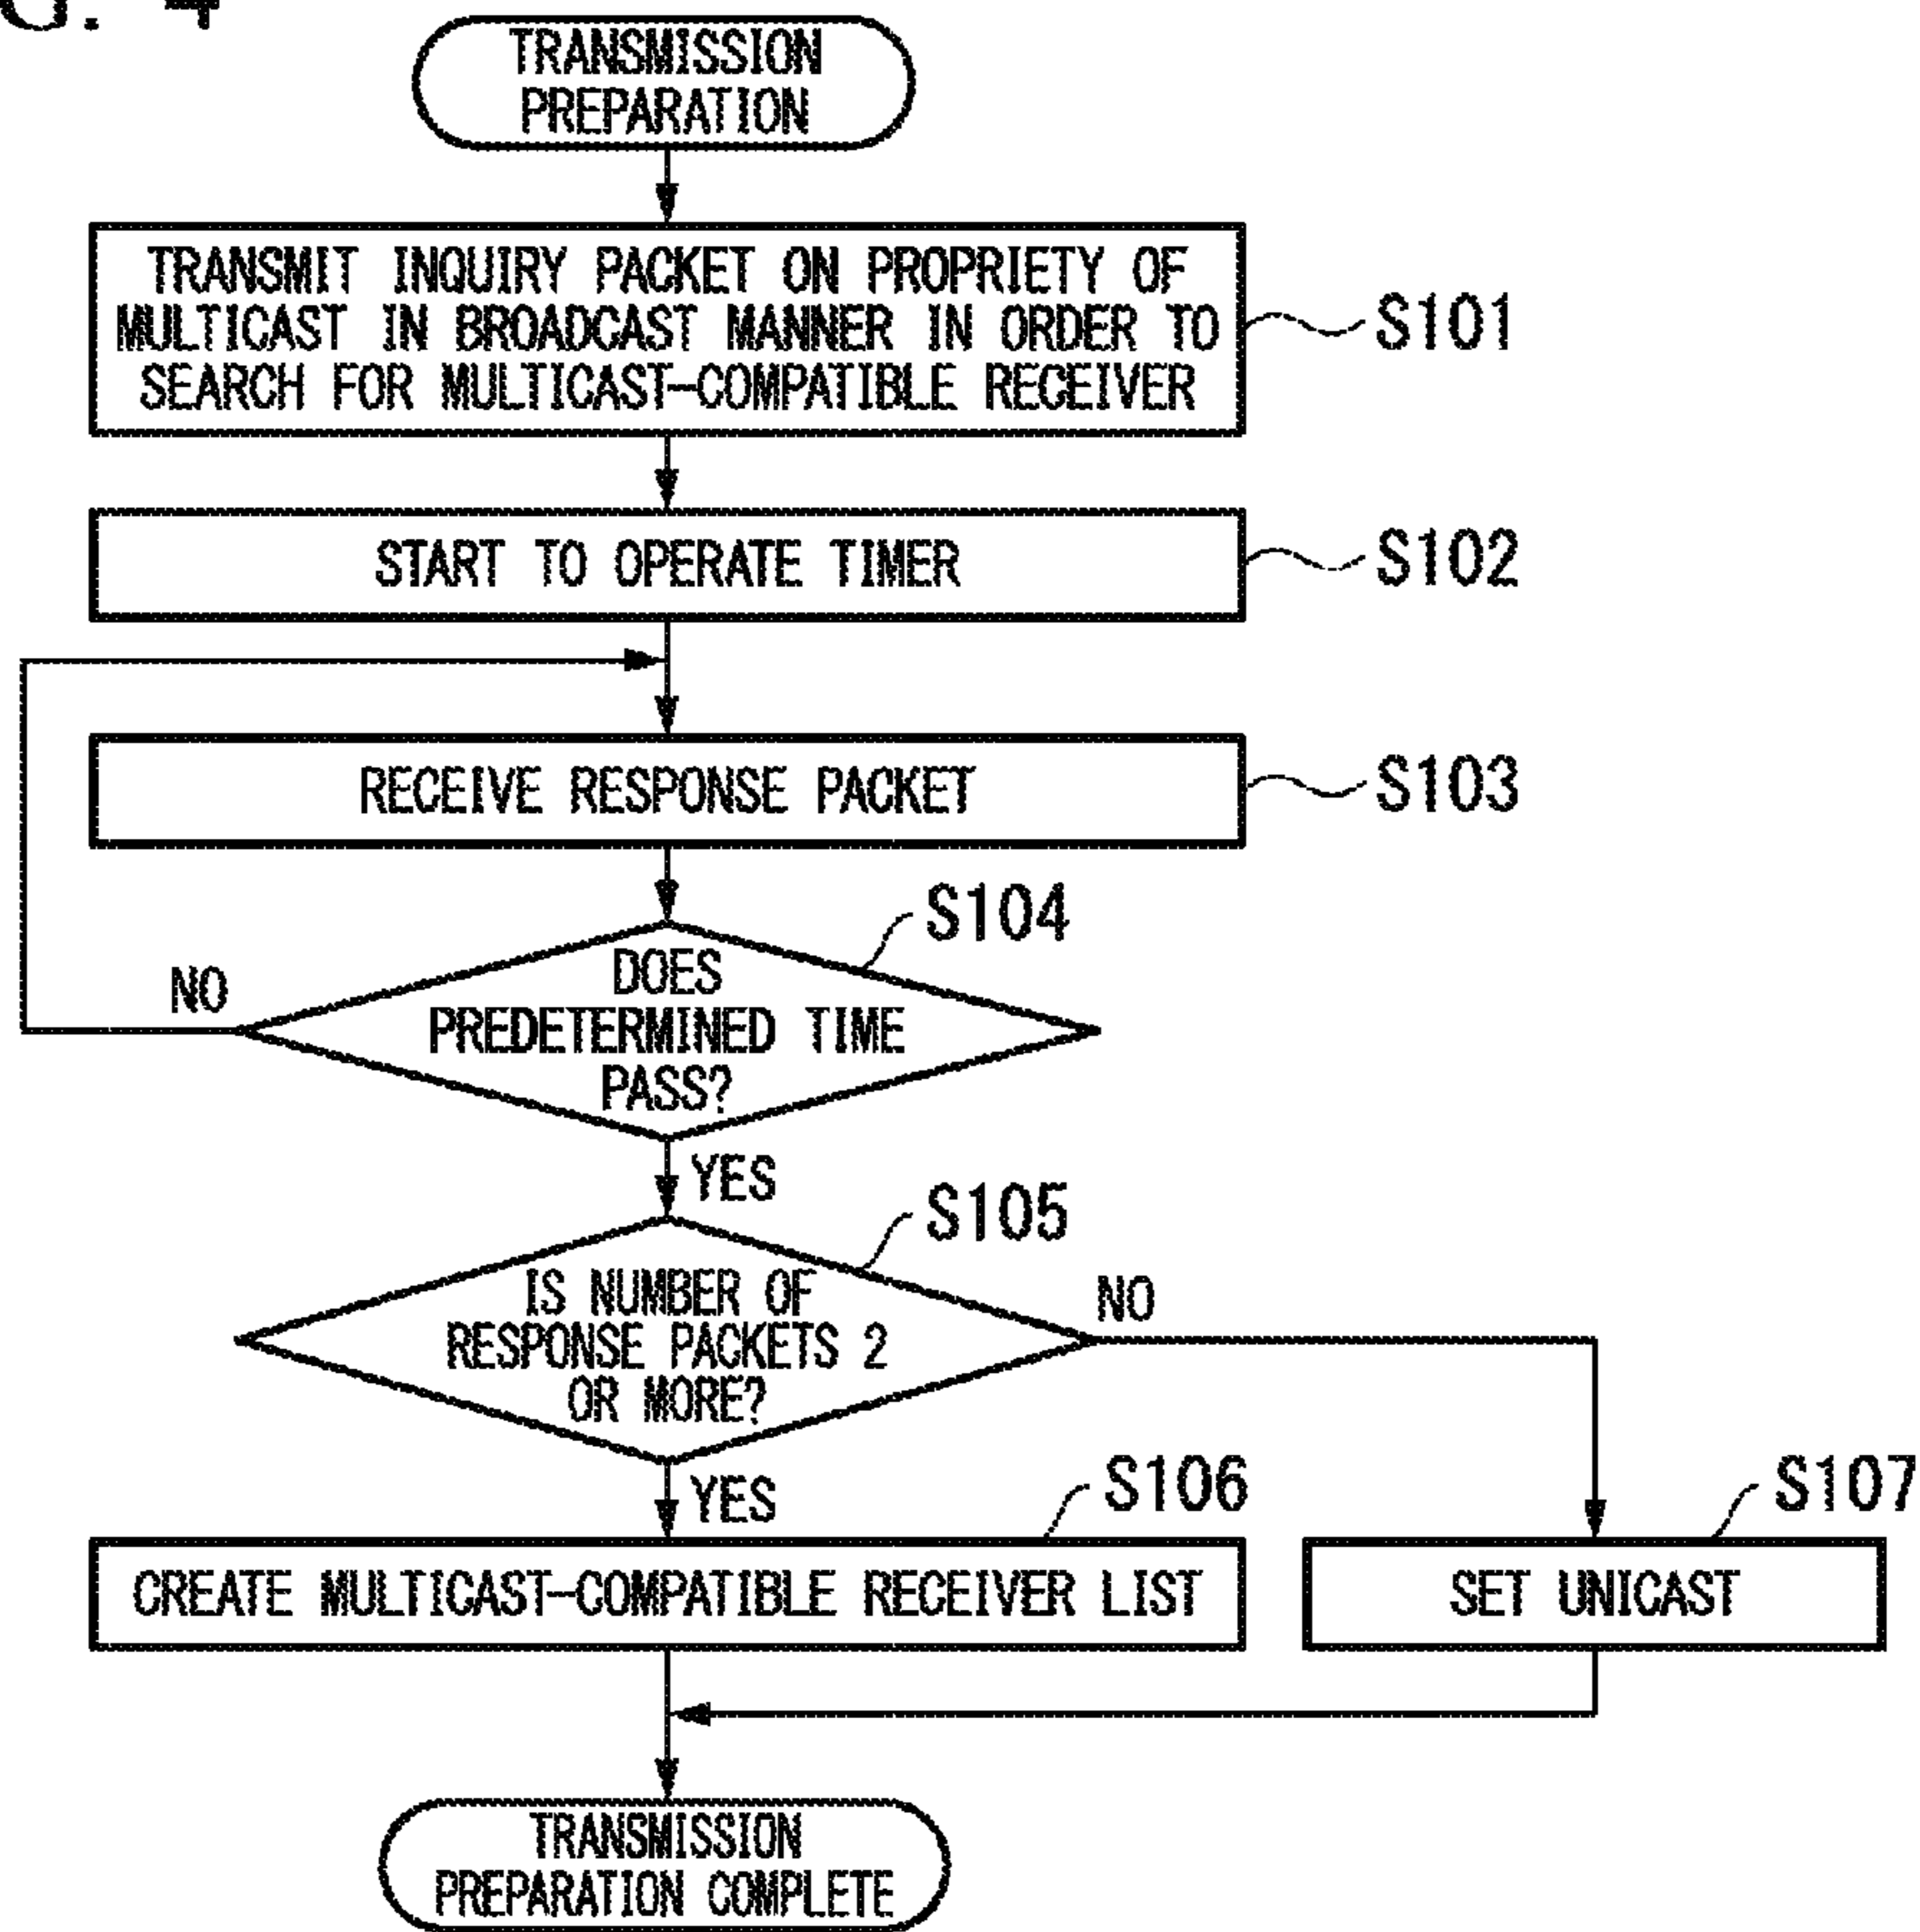 G. 4
TRANSMISSION
PREPARATION
TRANSMIT INQUIRY PACKET ON PROPRIETY OF
MULTICAST IN BROADCAST MANNER IN ORDER TO
SEARCH FOR MULTICAST-COMPATIBLE RECEIVER
S101
START TO OPERATE TIMER
S102
RECEIVE RESPONSE PACKET
S103
S104
DOES
PREDETERMINED TIME
PASS?
NO
YES
S105
IS NUMBER OF
RESPONSE PACKETS 2
OR MORE?
NO
YES
S106
CREATE MULTICAST-COMPATIBLE RECEIVER LIST
S107
SET UNICAST
TRANSMISSION
PREPARATION COMPLETE